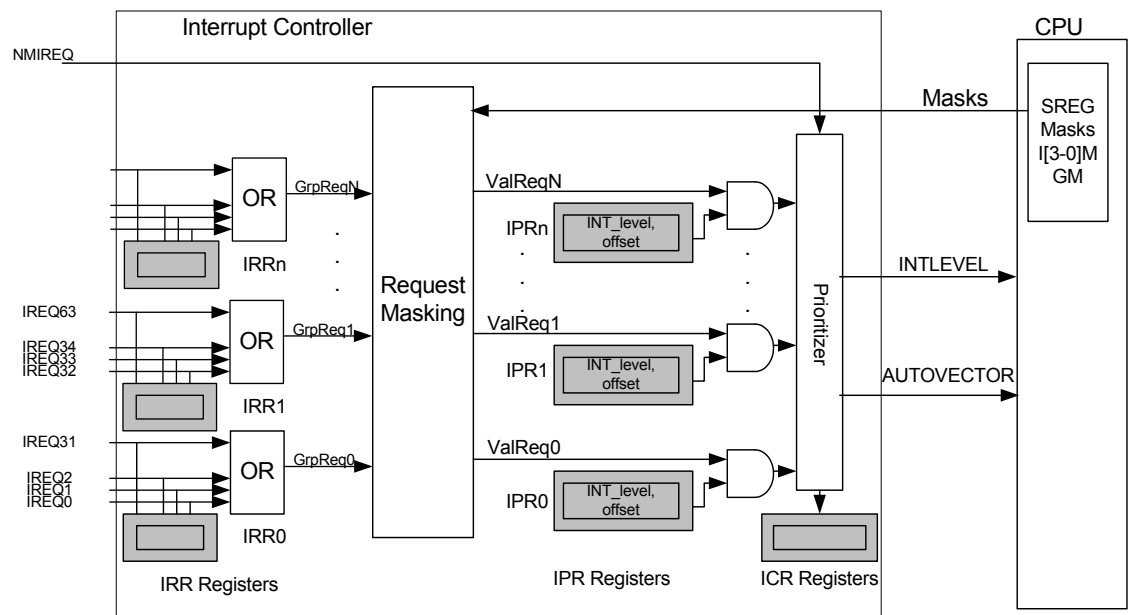 Interrupt Controller
CPU
NMIREQ
Masks
SREG
Masks
I[3-0]M
GM
OR
GrpReqN
ValReqN
IPRn
INT_level,
offset
IRRn
Request
Masking
Prioritizer
INTLEVEL
IREQ63
IREQ34
IREQ33
IREQ32
OR
GrpReq1
ValReq1
IPR1
INT_level,
offset
IRR1
AUTOVECTOR
IREQ31
IREQ2
IREQ1
IREQ0
OR
GrpReq0
ValReq0
IPR0
INT_level,
offset
IRR0
IRR Registers
IPR Registers
ICR Registers